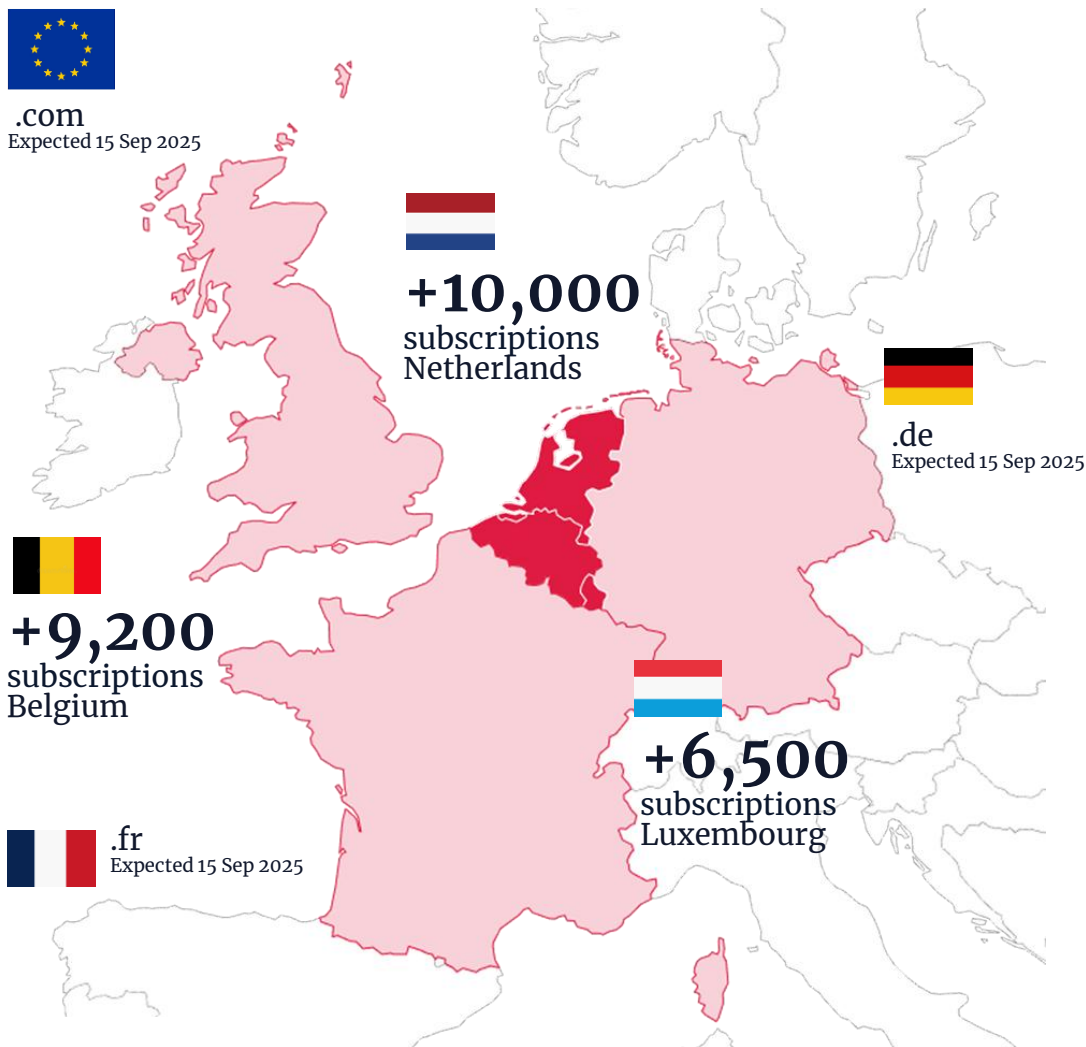 .com
Expected 15 Sep 2025
+10,000
subscriptions
Netherlands
.de
Expected 15 Sep 2025
+9,200
subscriptions
Belgium
+6,500
subscriptions
Luxembourg
.fr
Expected 15 Sep 2025